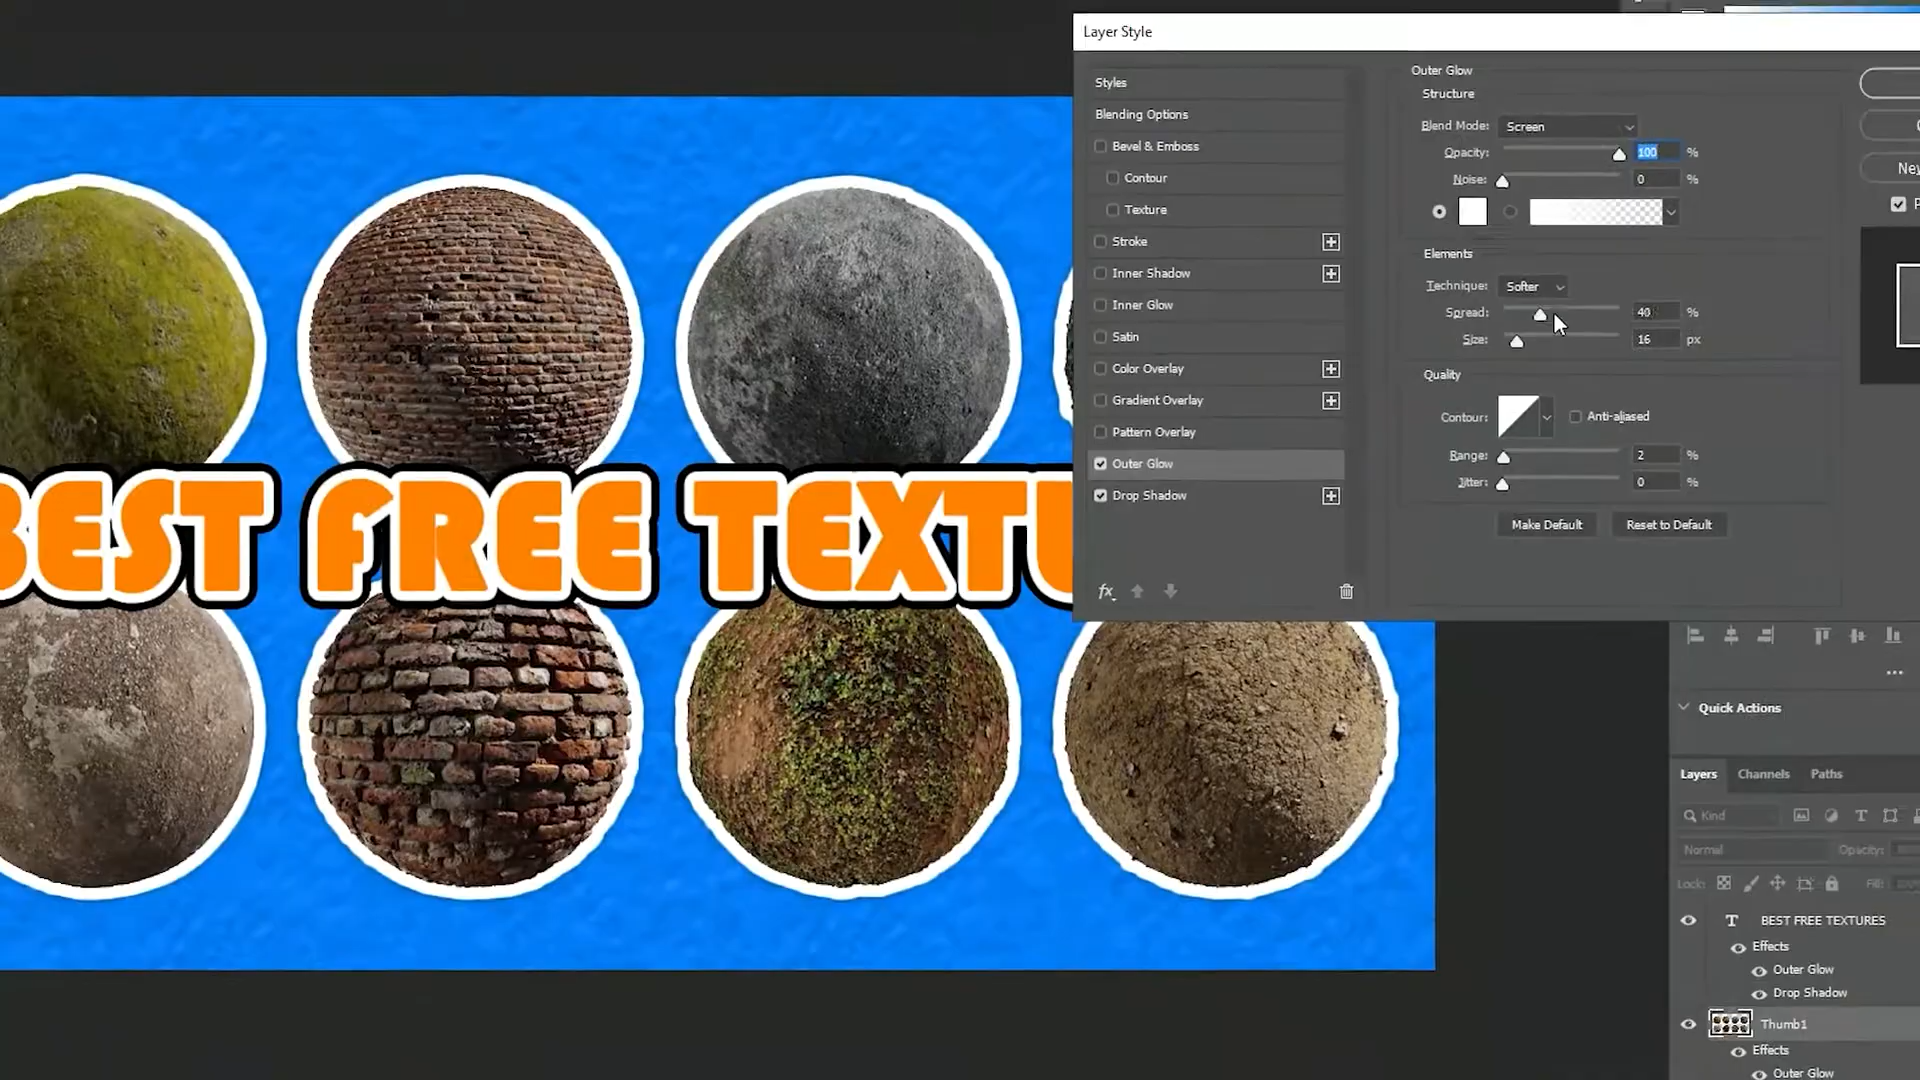 Layer Style
Styles
Blending Options
Bevel & Emboss
Contour
Texture
Stroke
Inner Shadow
Inner Glow
Satin
Color Overlay
Gradient Overlay
Pattern Overlay
Outer Glow
Drop Shadow
fx
Outer Glow
Structure
Blend Mode: Screen
Opacity: 100 %
Noise: 0 %
Elements
Technique: Softer
Spread: 40 %
Size: 16 px
Quality
Contour: Anti-aliased
Range: 2 %
Jitter: 0 %
Make Default Reset to Default
BEST FREE TEXTU
Quick Actions
Layers Channels Paths
Kind
Normal Opacity:
Lock: Fill:
BEST FREE TEXTURES
Effects
Outer Glow
Drop Shadow
Thumb1
Effects
Outer Glow